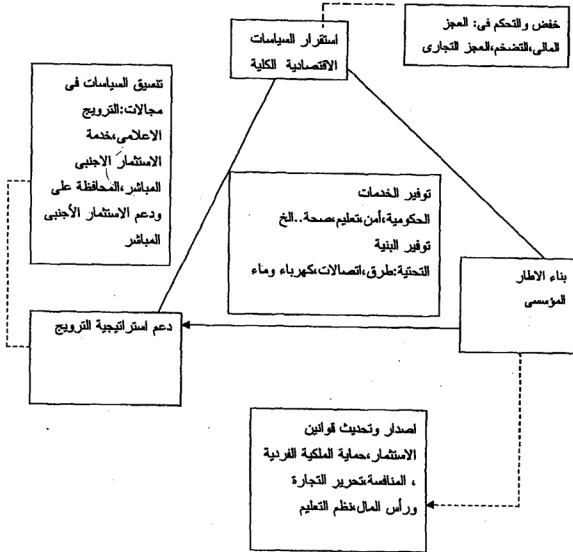 خفض والتحكم فى: العجز
المالى،التضخم،العجز التجارى
استقرار السياسات
الاقتصادية الكلية
تنسيق السياسات فى
مجالات:الترويج
الاعلامى،خدمة
الاستثمار الاجنبى
المباشر،المحافظة على
ودعم الاستثمار الأجنبى
المباشر
توفير الخدمات
الحكومية،أمن،تعليم،صحة..الخ
توفير البنية
التحتية:طرق،اتصالات،كهرباء وماء
بناء الاطار
المؤسسى
دعم استراتيجية الترويج
اصدار وتحديث قوانين
الاستثمار،حماية الملكية الفردية
، المنافسة،تحرير التجارة
ورأس المال،نظم التعليم